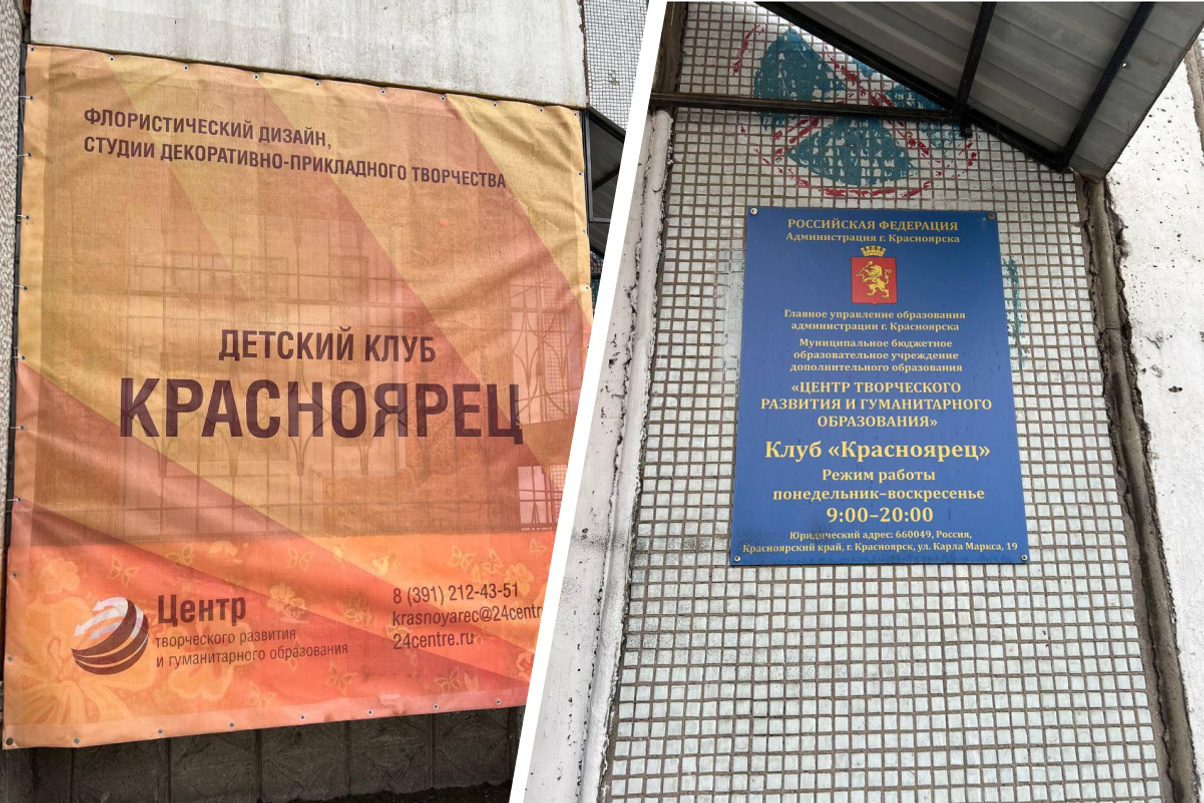 ФЛОРИСТИЧЕСКИЙ ДИЗАЙН,
СТУДИИ ДЕКОРАТИВНО-ПРИКЛАДНОГО ТВОРЧЕСТВА
ДЕТСКИЙ КЛУБ
КРАСНОЯРЕЦ
Центр
творческого развития
и гуманитарного образования
8 (391) 212-43-51
krasnoyarec@24centr
24centre.ru
РОССИЙСКАЯ ФЕДЕРАЦИЯ
Администрация г. Красноярска
Главное управление образования
администрации г. Красноярска
Муниципальное бюджетное
образовательное учреждение
дополнительного образования
«ЦЕНТР ТВОРЧЕСКОГО
РАЗВИТИЯ И ГУМАНИТАРНОГО
ОБРАЗОВАНИЯ»
Клуб «Красноярец»
Режим работы
понедельник–воскресенье
9:00–20:00
Юридический адрес: 660049, Россия,
Красноярский край, г. Красноярск, ул. Карла Маркса, 19